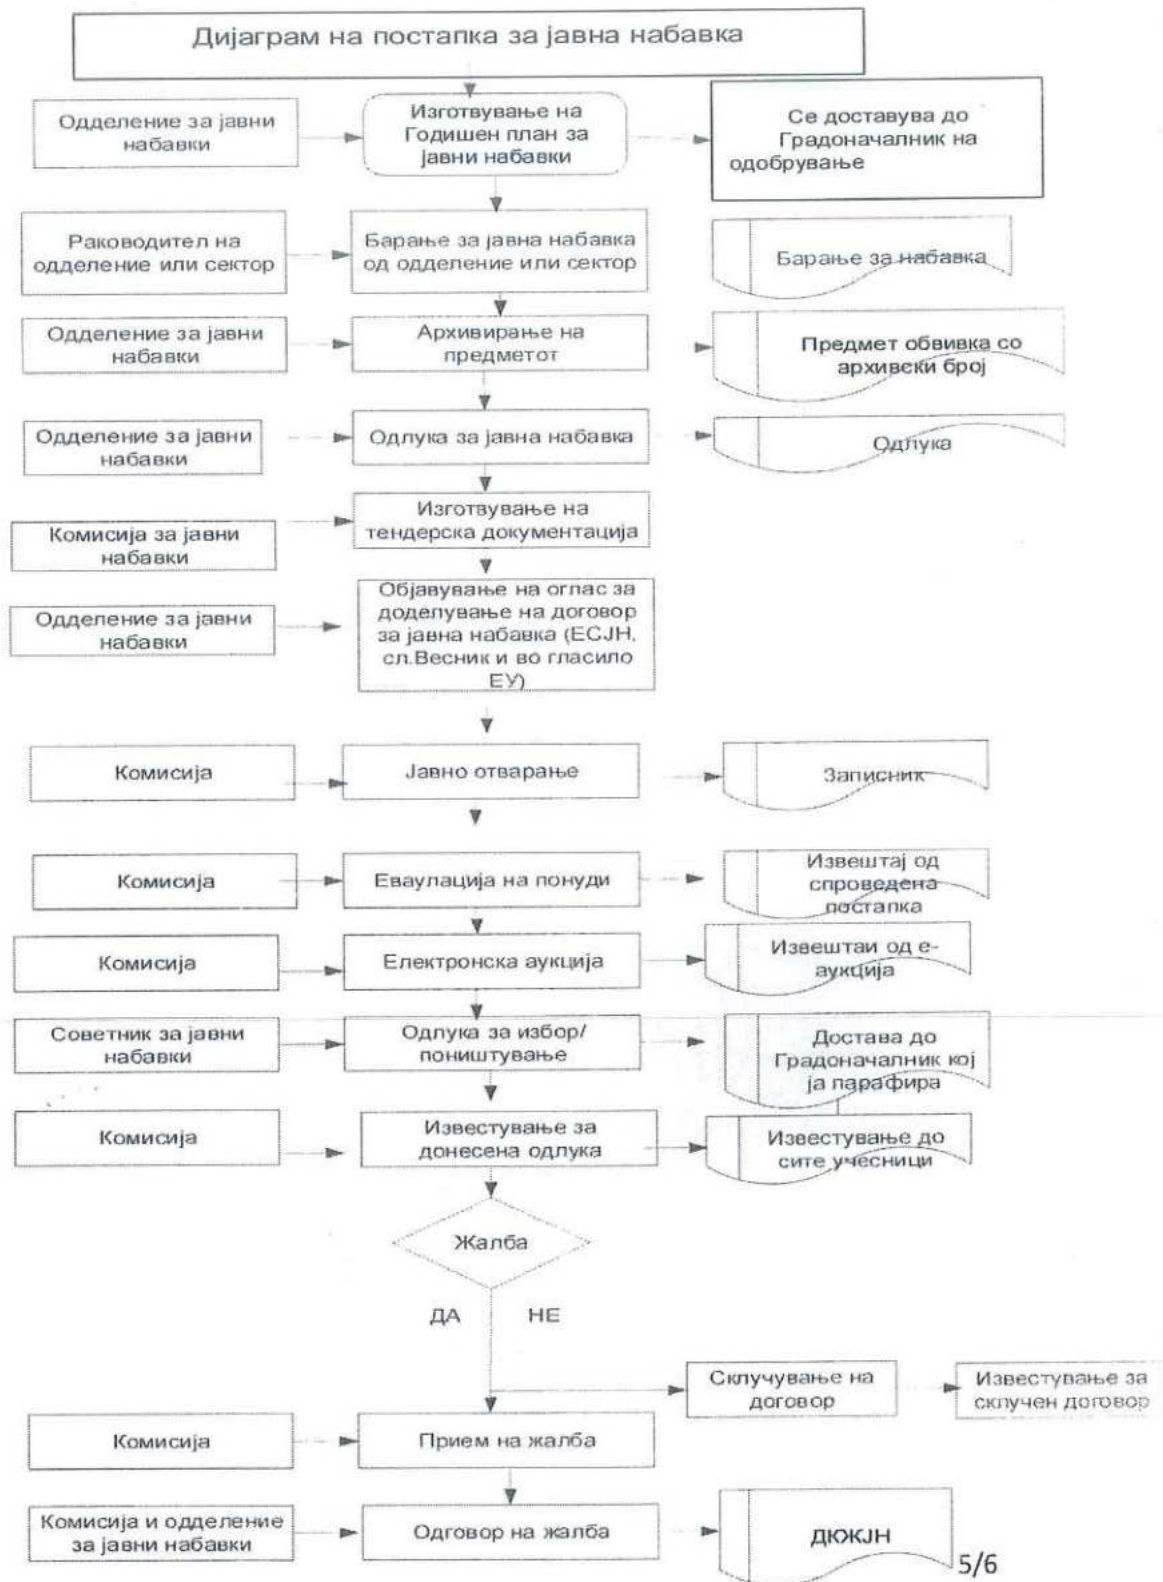 Дијаграм на постапка за јавна набавка
Одделение за јавни
набавки
Изготвување на
Годишен план за
јавни набавки
Се доставува до
Градоначалник на
одобрување
Раководител на
одделение или сектор
Барање за јавна набавка
од одделение или сектор
Барање за набавка
Одделение за јавни
набавки
Архивирање на
предметот
Предмет обвивка со
архивски број
Одделение за јавни
набавки
Одлука за јавна набавка
Одлука
Комисија за јавни
набавки
Изготвување на
тендерска документација
Одделение за јавни
набавки
Објавување на оглас за
доделување на договор
за јавна набавка (ЕСЈН,
сл.Весник и во гласило
ЕУ)
Комисија
Јавно отварање
Записник
Комисија
Еваулација на понуди
Извештај од
спроведена
постапка
Комисија
Електронска аукција
Извештаи од е-
аукција
Советник за јавни
набавки
Одлука за избор/
поништување
Достава до
Градоначалник кој
ја парафира
Комисија
Известување за
донесена одлука
Известување до
сите учесници
Жалба
ДА
НЕ
Склучување на
договор
Известување за
склучен договор
Комисија
Прием на жалба
Комисија и одделение
за јавни набавки
Одговор на жалба
ДКЖЈН
5/6